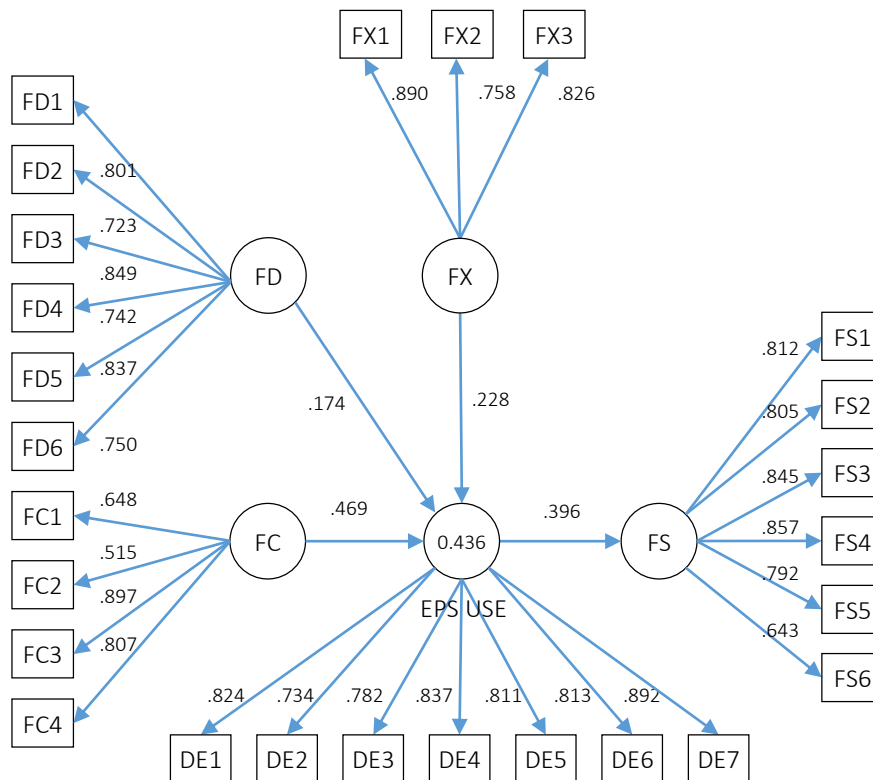 FX1 FX2 FX3
.890 .758 .826
FD1
.801
FD2
.723
FD3
.849
FD4
.742
FD5
.837
FD6
.750
FD
FX
.174
.228
FC1
.648
FC2
.515
FC3
.897
FC4
.807
FC
.469
0.436
EPS USE
.396
FS
FS1
.812
FS2
.805
FS3
.845
FS4
.857
FS5
.792
FS6
.643
.824 .734 .782 .837 .811 .813 .892
DE1 DE2 DE3 DE4 DE5 DE6 DE7